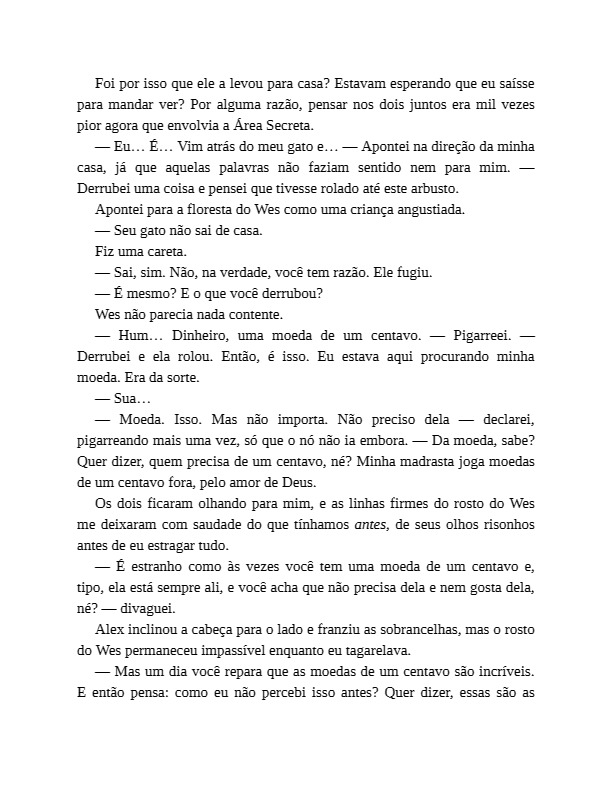 Foi por isso que ele a levou para casa? Estavam esperando que eu saísse
para mandar ver? Por alguma razão, pensar nos dois juntos era mil vezes
pior agora que envolvia a Área Secreta.
— Eu… É… Vim atrás do meu gato e… — Apontei na direção da minha
casa, já que aquelas palavras não faziam sentido nem para mim. —
Derrubei uma coisa e pensei que tivesse rolado até este arbusto.
Apontei para a floresta do Wes como uma criança angustiada.
— Seu gato não sai de casa.
Fiz uma careta.
— Sai, sim. Não, na verdade, você tem razão. Ele fugiu.
— É mesmo? E o que você derrubou?
Wes não parecia nada contente.
— Hum… Dinheiro, uma moeda de um centavo. — Pigarreei. —
Derrubei e ela rolou. Então, é isso. Eu estava aqui procurando minha
moeda. Era da sorte.
— Sua…
— Moeda. Isso. Mas não importa. Não preciso dela — declarei,
pigarreando mais uma vez, só que o nó não ia embora. — Da moeda, sabe?
Quer dizer, quem precisa de um centavo, né? Minha madrasta joga moedas
de um centavo fora, pelo amor de Deus.
Os dois ficaram olhando para mim, e as linhas firmes do rosto do Wes
me deixaram com saudade do que tínhamos antes, de seus olhos risonhos
antes de eu estragar tudo.
— É estranho como às vezes você tem uma moeda de um centavo e,
tipo, ela está sempre ali, e você acha que não precisa dela e nem gosta dela,
né? — divaguei.
Alex inclinou a cabeça para o lado e franziu as sobrancelhas, mas o rosto
do Wes permaneceu impassível enquanto eu tagarelava.
— Mas um dia você repara que as moedas de um centavo são incríveis.
E então pensa: como eu não percebi isso antes? Quer dizer, essas são as